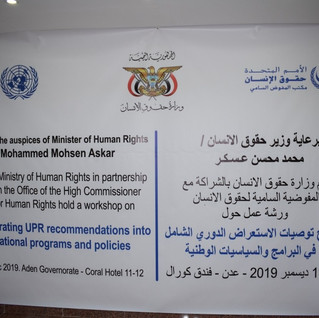 الجمهورية اليمنية
وزارة حقوق الإنسان
الأمم المتحدة
حقوق الإنسان
مكتب المفوض السامي
the auspices of Minister of Human Rights
Mohammed Mohsen Askar
Ministry of Human Rights in partnership
the Office of the High Commissioner
Human Rights hold a workshop on
rating UPR recommendations into
ational programs and policies
c 2019. Aden Governorate - Coral Hotel 11-12
برعاية وزير حقوق الانسان /
محمد محسن عسكر
وزارة حقوق الانسان بالشراكة مع
المفوضية السامية لحقوق الانسان
ورشة عمل حول
توصيات الاستعراض الدوري الشامل
في البرامج والسياسيات الوطنية
ديسمبر 2019 - عدن - فندق كورال